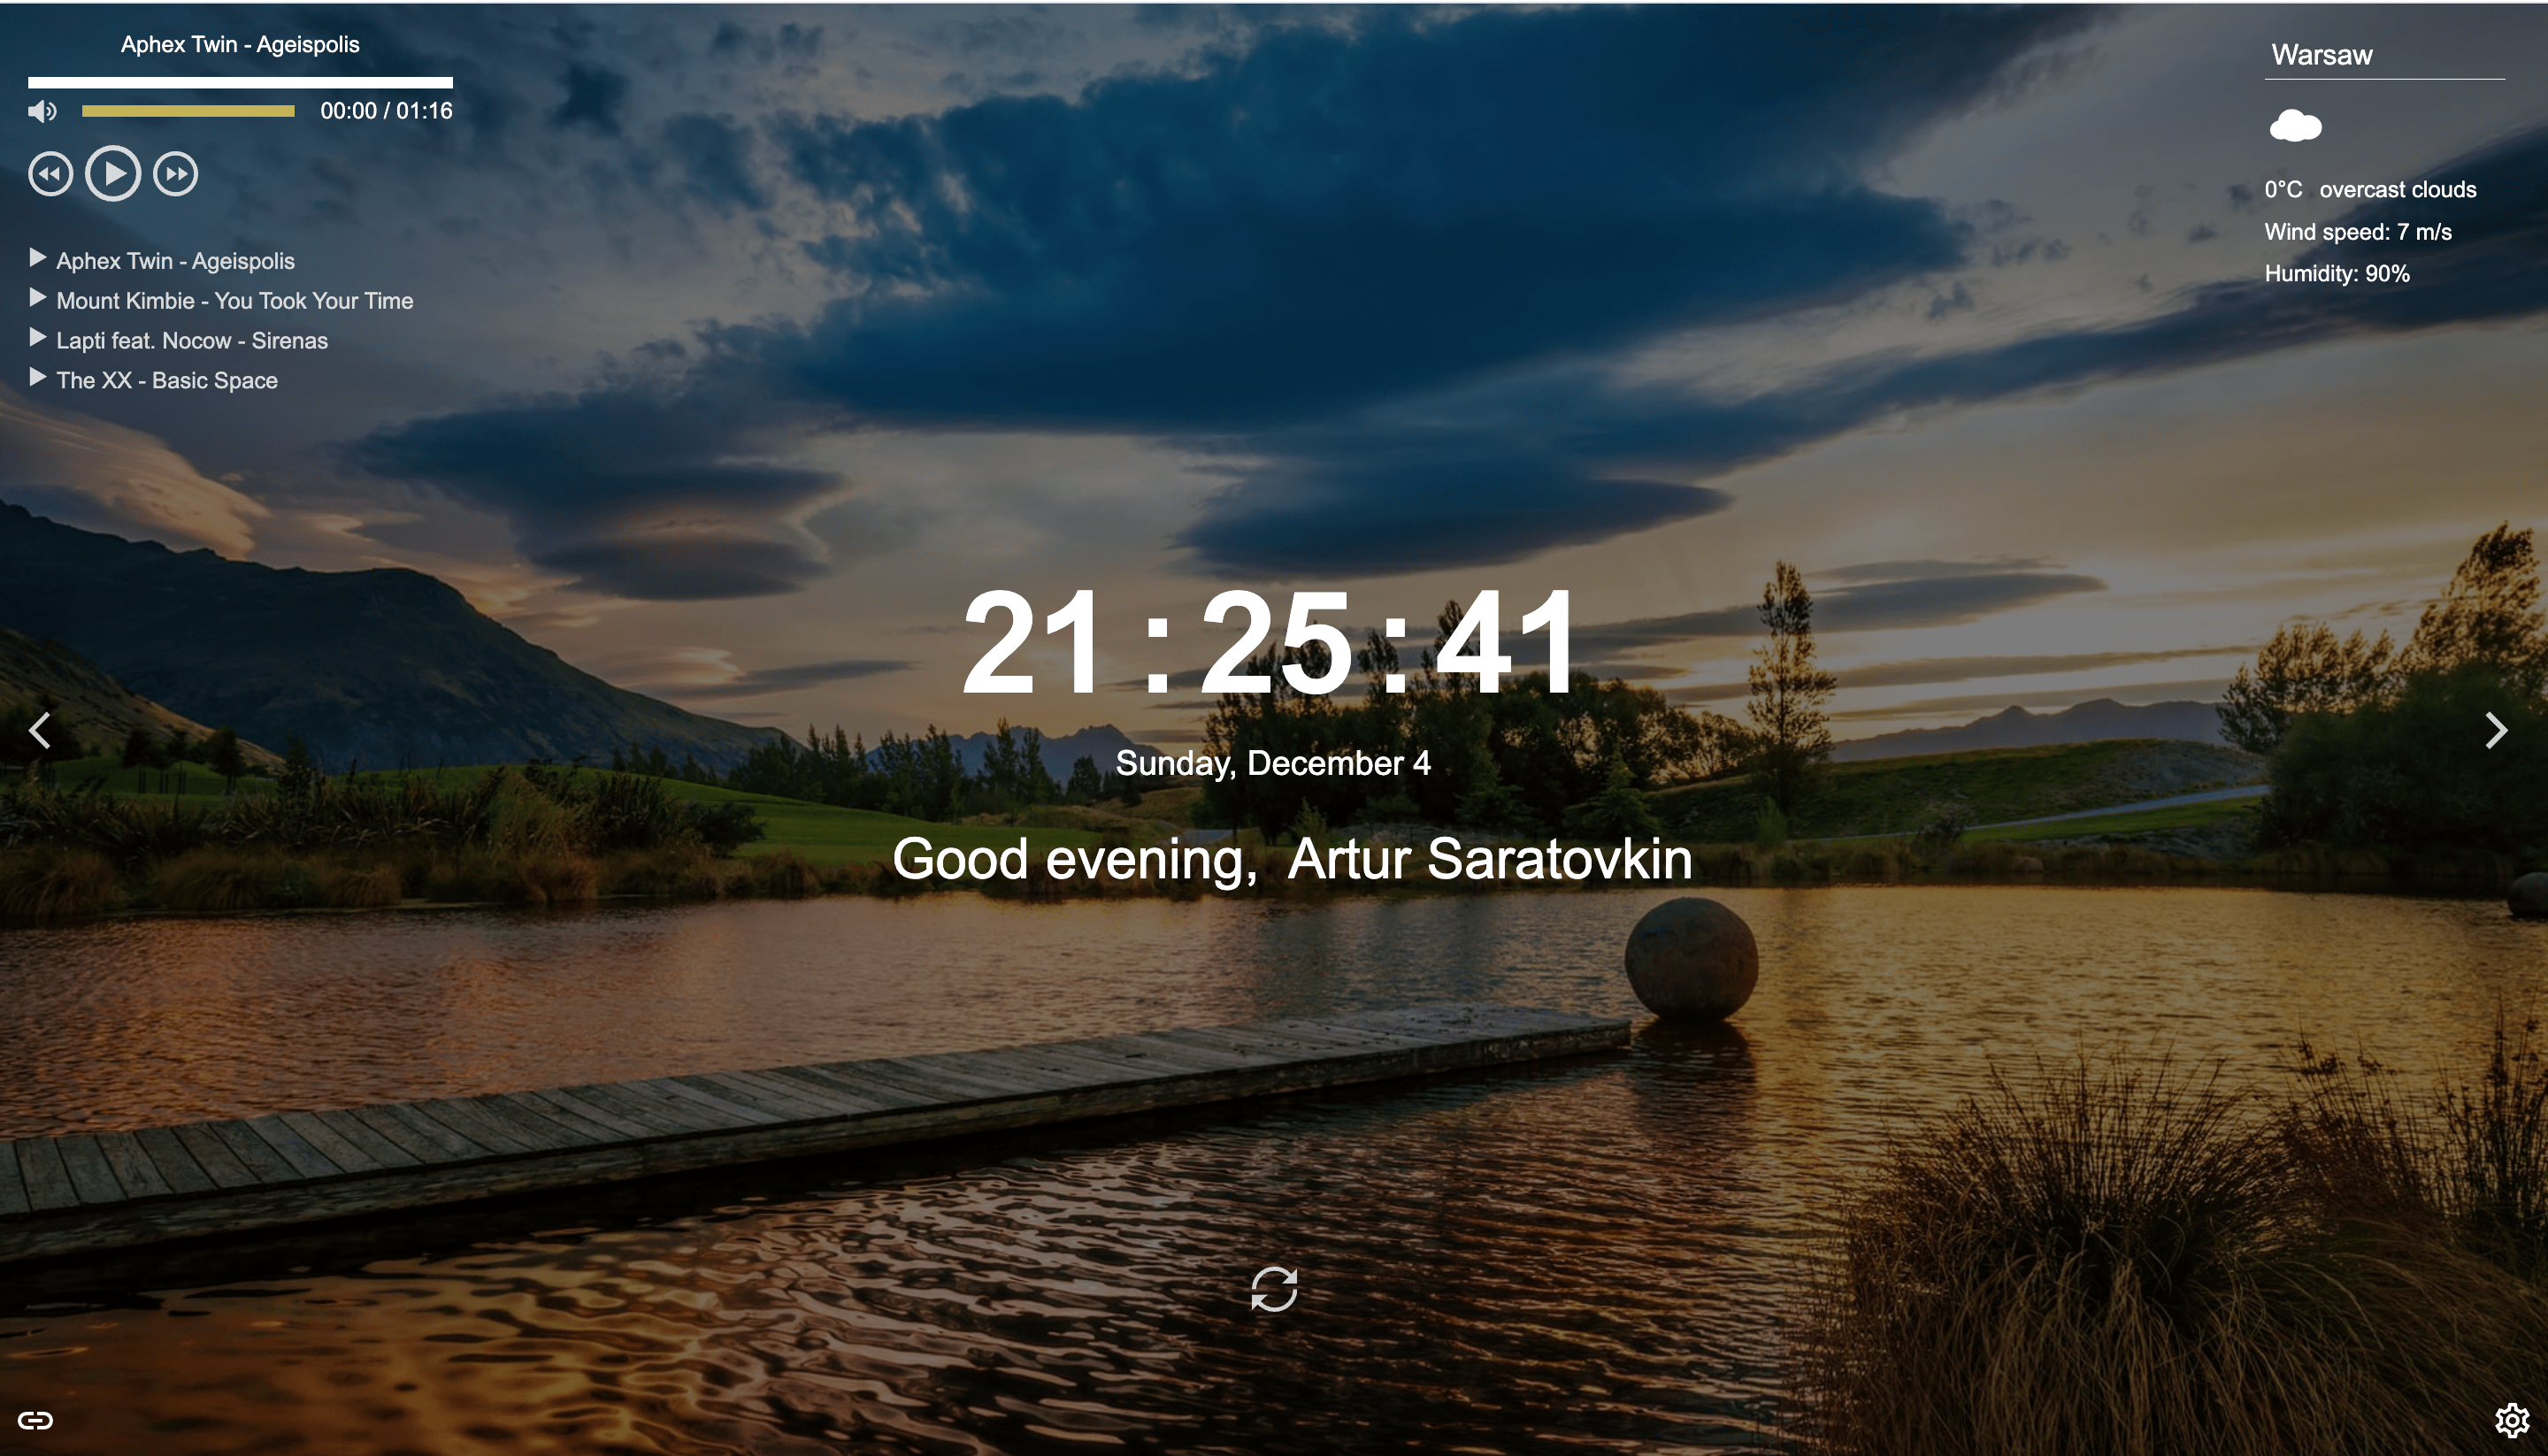 Aphex Twin - Ageispolis
00:00 / 01:16
Aphex Twin - Ageispolis
Mount Kimbie - You Took Your Time
Lapti feat. Nocow - Sirenas
The XX - Basic Space
Warsaw
0°C overcast clouds
Wind speed: 7 m/s
Humidity: 90%
21:25:41
Sunday, December 4
Good evening, Artur Saratovkin